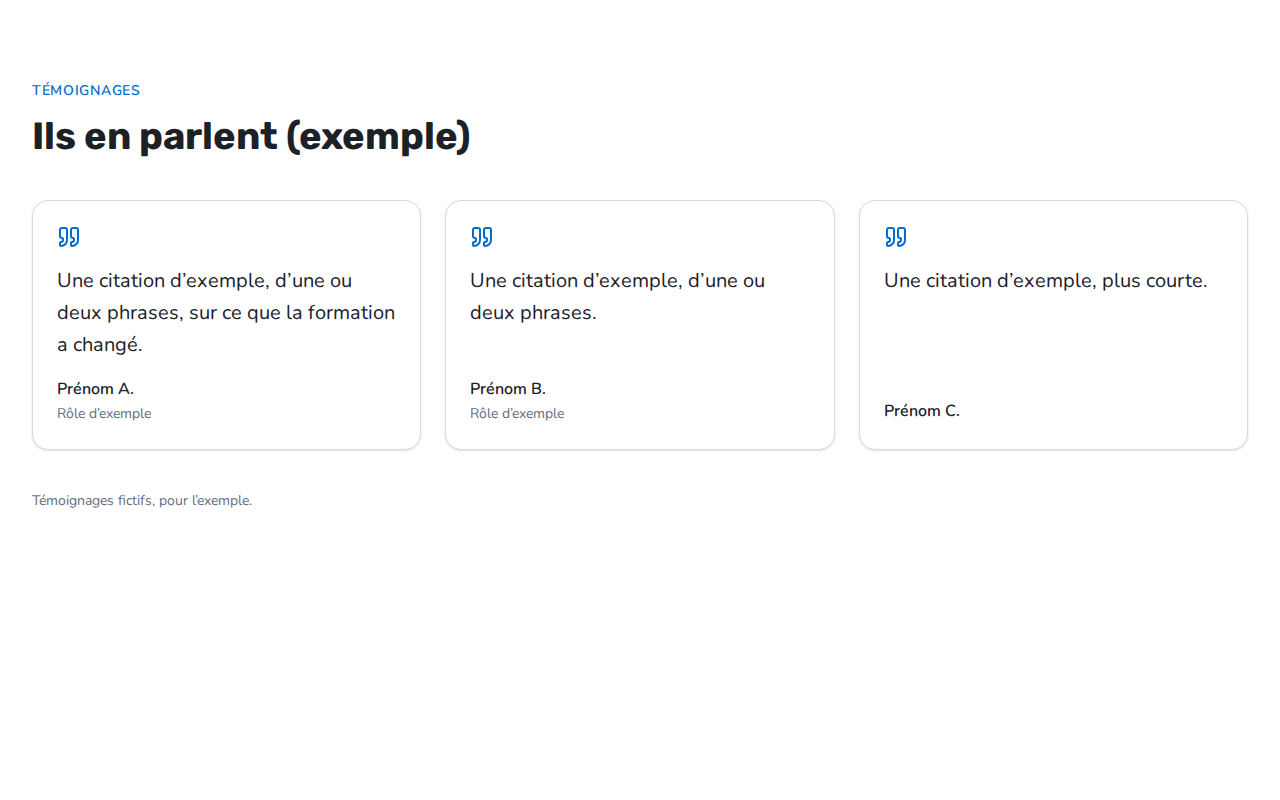 TÉMOIGNAGES
Ils en parlent (exemple)
Une citation d’exemple, d’une ou
deux phrases, sur ce que la formation
a changé.
Prénom A.
Rôle d’exemple
Une citation d’exemple, d’une ou
deux phrases.
Prénom B.
Rôle d’exemple
Une citation d’exemple, plus courte.
Prénom C.
Témoignages fictifs, pour l’exemple.